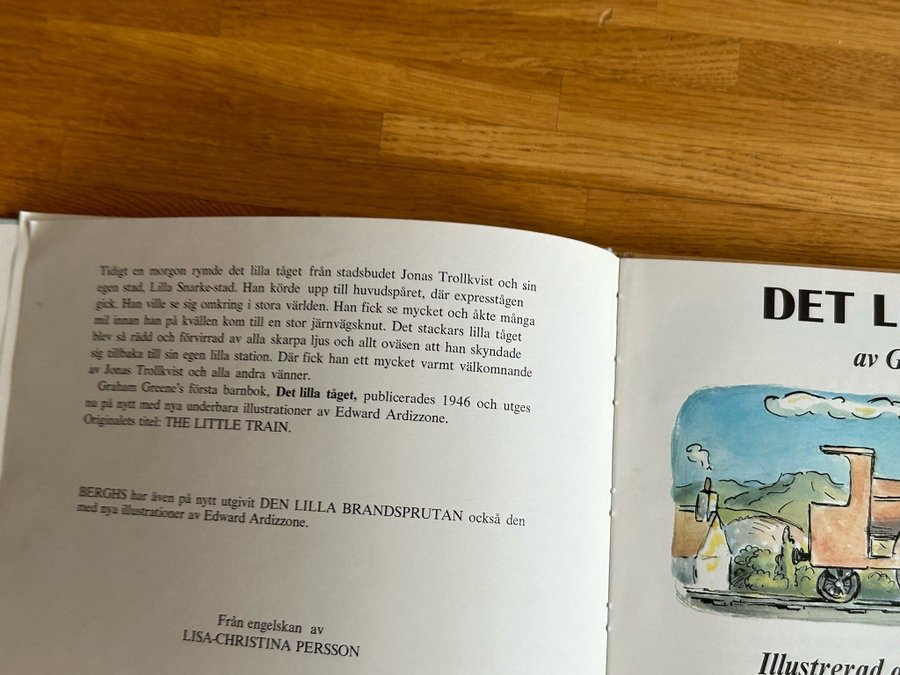 Tidigt en morgon rymde det lilla tåget från stadsbudet Jonas Trollkvist och sin
egen stad, Lilla Snarke-stad. Han körde upp till huvudspåret, där expresstågen
gick. Han ville se sig omkring i stora världen. Han fick se mycket och åkte många
mil innan han på kvällen kom till en stor järnvägsknut. Det stackars lilla tåget
blev så rädd och förvirrad av alla skarpa ljus och allt oväsen att han skyndade
sig tillbaka till sin egen lilla station. Där fick han ett mycket varmt välkomnande
av Jonas Trollkvist och alla andra vänner.
Graham Greene's första barnbok, Det lilla tåget, publicerades 1946 och utges
nu på nytt med nya underbara illustrationer av Edward Ardizzone.
Originalets titel: THE LITTLE TRAIN.
BERGHS har även på nytt utgivit DEN LILLA BRANDSPRUTAN också den
med nya illustrationer av Edward Ardizzone.
Från engelskan av
LISA-CHRISTINA PERSSON
DET L
av G
Illustrerad a